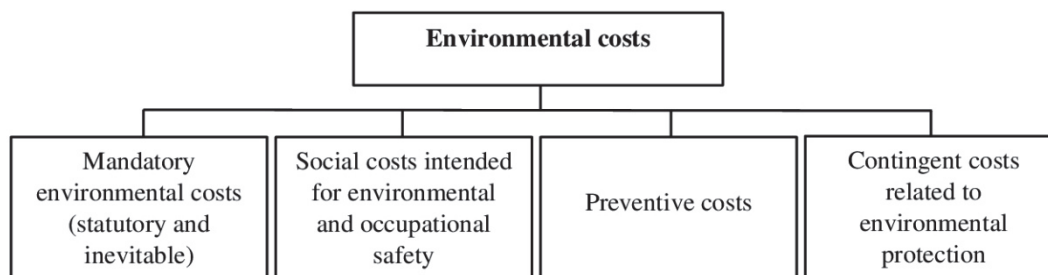 Environmental costs
Mandatory
environmental costs
(statutory and
inevitable)
Social costs intended
for environmental
and occupational
safety
Preventive costs
Contingent costs
related to
environmental
protection